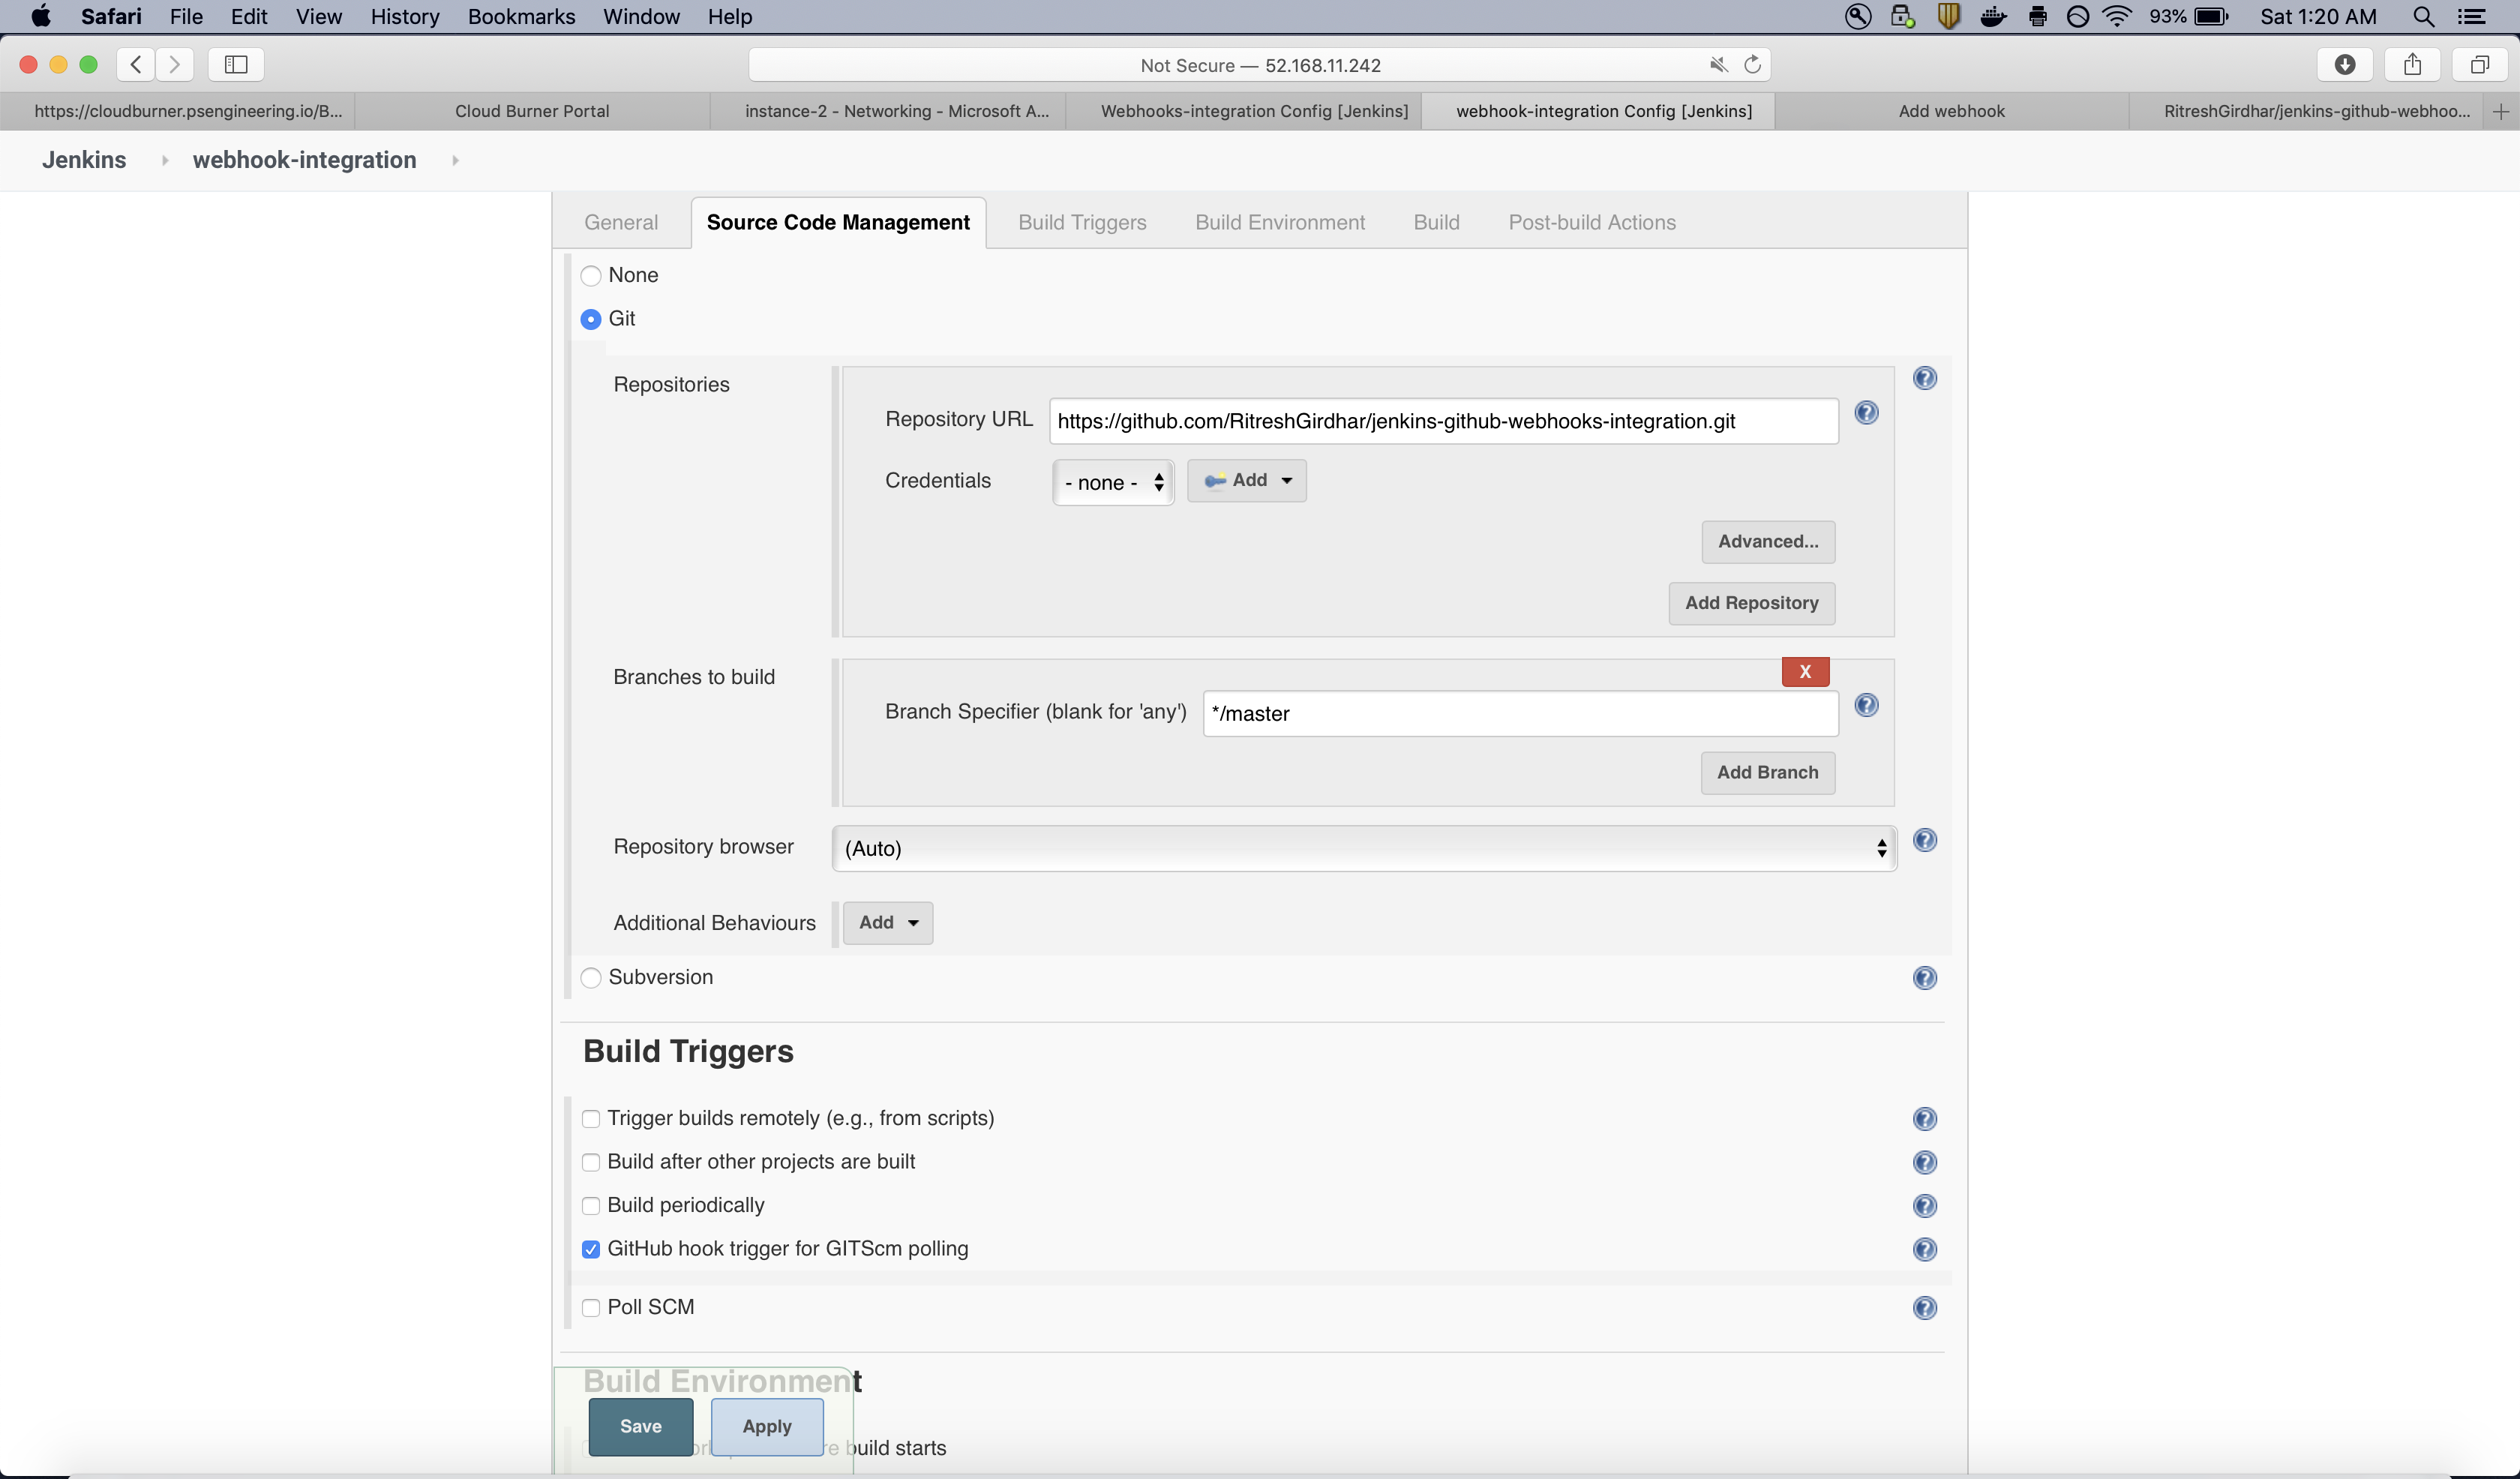 Safari File Edit View History Bookmarks Window Help 93% Sat 1:20 AM
Not Secure — 52.168.11.242
https://cloudburner.psengineering.io/B... Cloud Burner Portal instance-2 - Networking - Microsoft A... Webhooks-integration Config [Jenkins] webhook-integration Config [Jenkins] Add webhook RitreshGirdhar/jenkins-github-webhoo...
Jenkins webhook-integration
General Source Code Management Build Triggers Build Environment Build Post-build Actions
None
Git
Repositories
Repository URL https://github.com/RitreshGirdhar/jenkins-github-webhooks-integration.git
Credentials - none - Add
Advanced...
Add Repository
Branches to build
X
Branch Specifier (blank for 'any') */master
Add Branch
Repository browser (Auto)
Additional Behaviours Add
Subversion
Build Triggers
Trigger builds remotely (e.g., from scripts)
Build after other projects are built
Build periodically
GitHub hook trigger for GITScm polling
Poll SCM
Build Environment
Save Apply
build starts